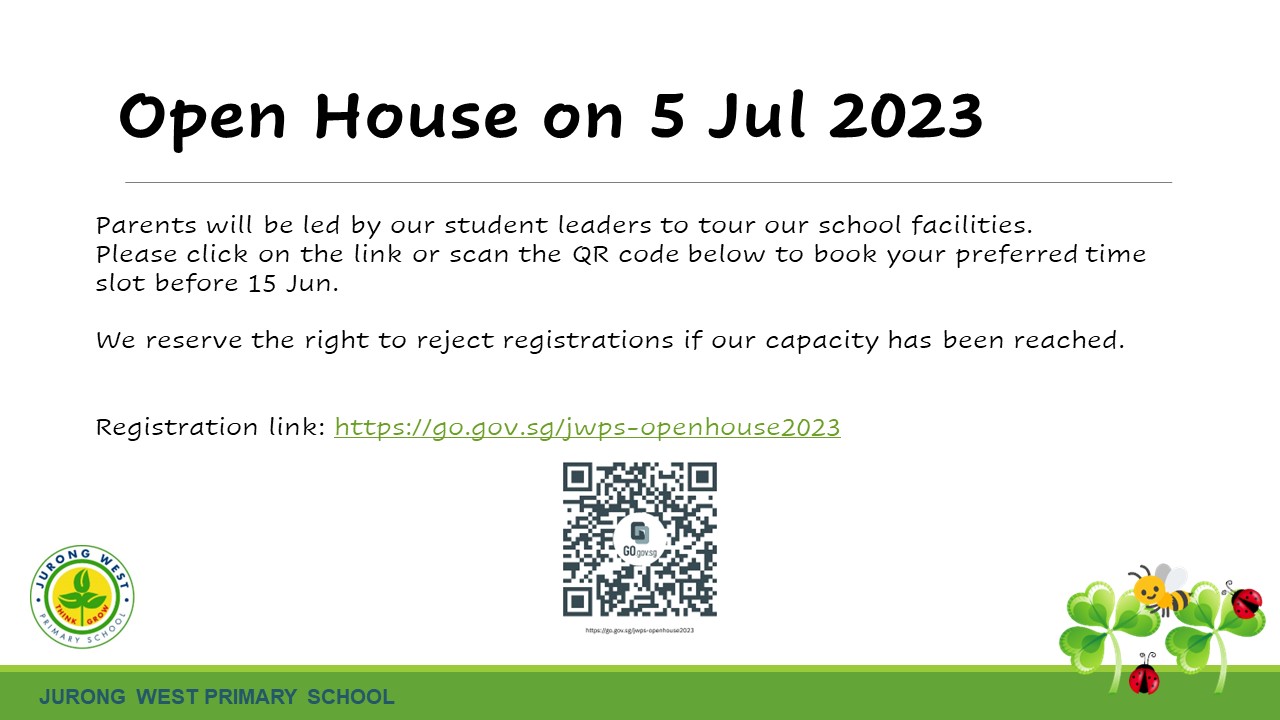 Open House on 5 Jul 2023
Parents will be led by our student leaders to tour our school facilities.
Please click on the link or scan the QR code below to book your preferred time
slot before 15 Jun.
We reserve the right to reject registrations if our capacity has been reached.
Registration link: https://go.gov.sg/jwps-openhouse2023
GOgov.sg
https://go.gov.sg/jwps-openhouse2023
JURONG WEST
THINK GROW
PRIMARY SCHOOL
JURONG WEST PRIMARY SCHOOL